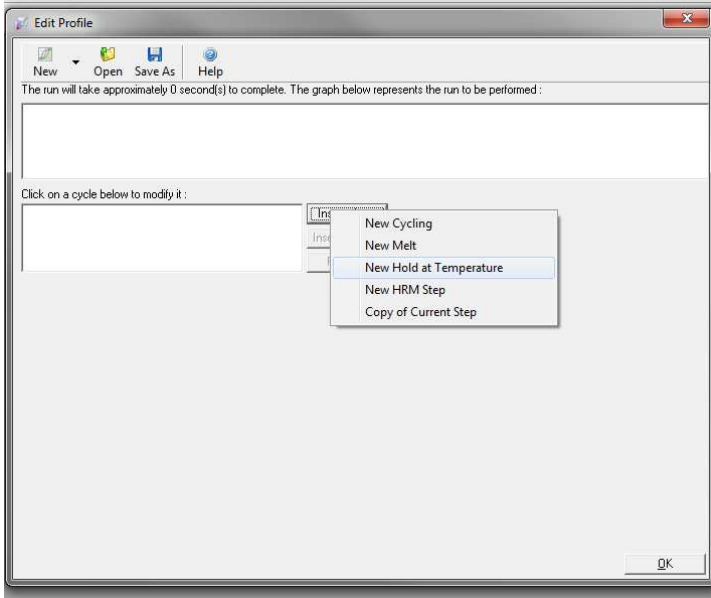 Edit Profile
New Open Save As Help
The run will take approximately 0 second(s) to complete. The graph below represents the run to be performed :
Click on a cycle below to modify it :
New Cycling
New Melt
New Hold at Temperature
New HRM Step
Copy of Current Step
OK